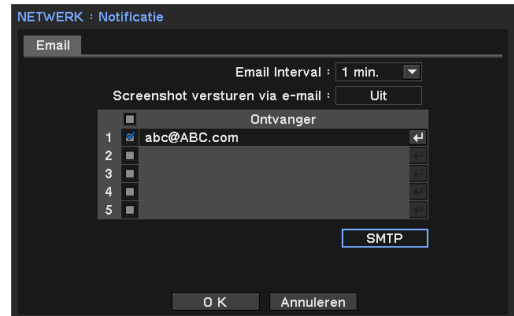 NETWERK : Notificatie
Email
Email Interval : 1 min.
Screenshot versturen via e-mail : Uit
Ontvanger
1 abc@ABC.com
2
3
4
5
SMTP
O K Annuleren